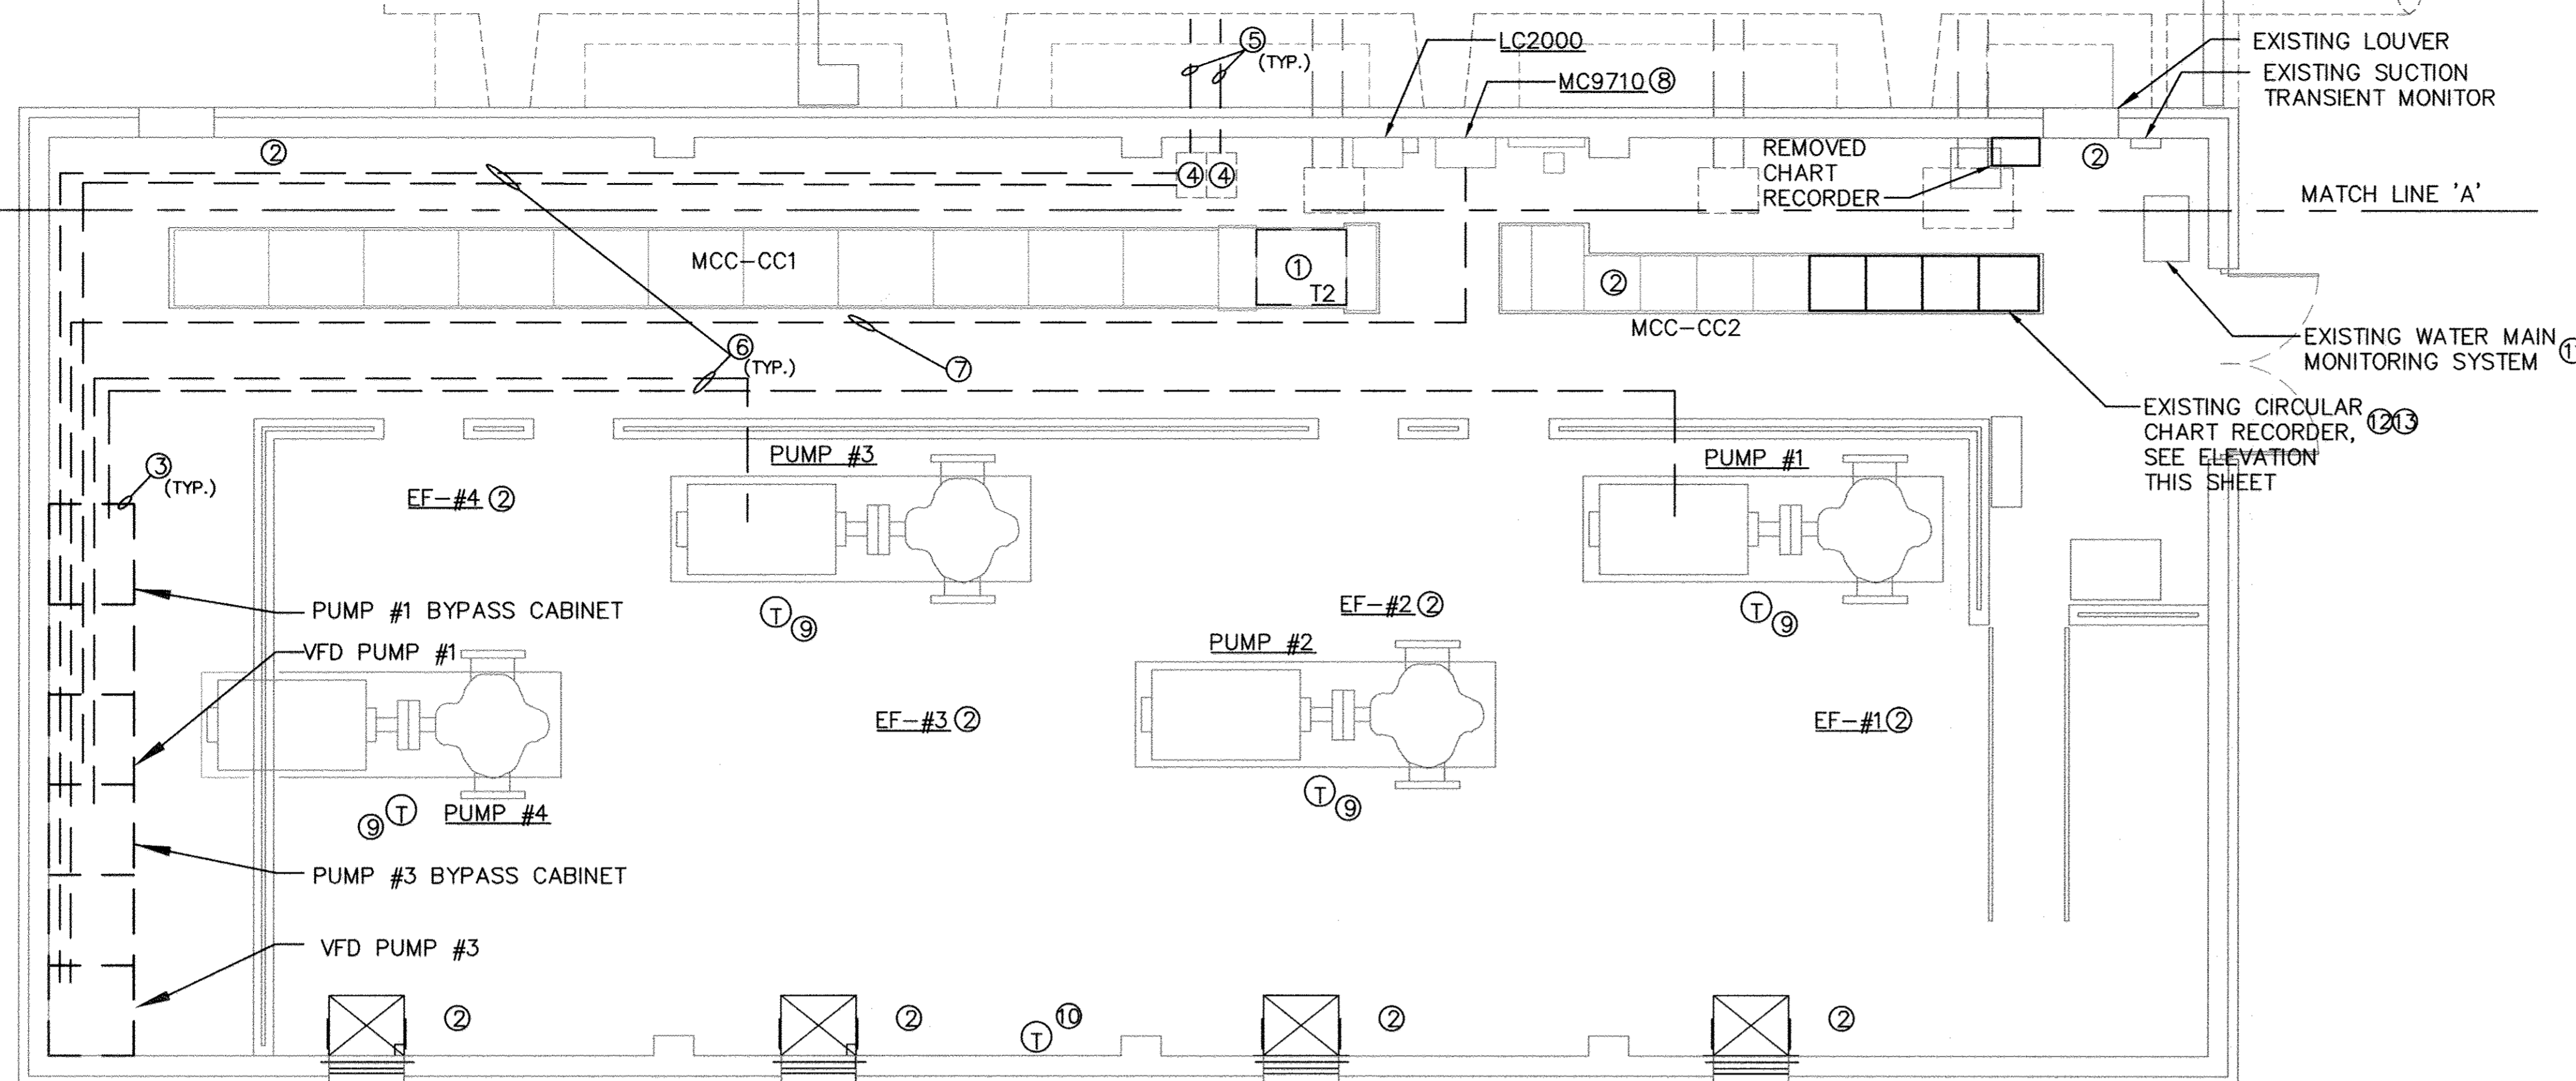 ⑤
(TYP.)
LC2000
MC9710 ⑧
EXISTING LOUVER
EXISTING SUCTION
TRANSIENT MONITOR
②
④ ④
REMOVED
CHART
RECORDER
②
MATCH LINE 'A'
MCC-CC1
①
T2
②
MCC-CC2
EXISTING WATER MAIN
MONITORING SYSTEM
⑥
(TYP.)
⑦
EXISTING CIRCULAR
CHART RECORDER, ⑫⑬
SEE ELEVATION
THIS SHEET
③
(TYP.)
EF-#4 ②
PUMP #3
PUMP #1
PUMP #1 BYPASS CABINET
T ⑨
EF-#2 ②
T ⑨
VFD PUMP #1
PUMP #2
EF-#3 ②
EF-#1 ②
⑨ T
PUMP #4
T ⑨
PUMP #3 BYPASS CABINET
VFD PUMP #3
②
②
T ⑩
②
②